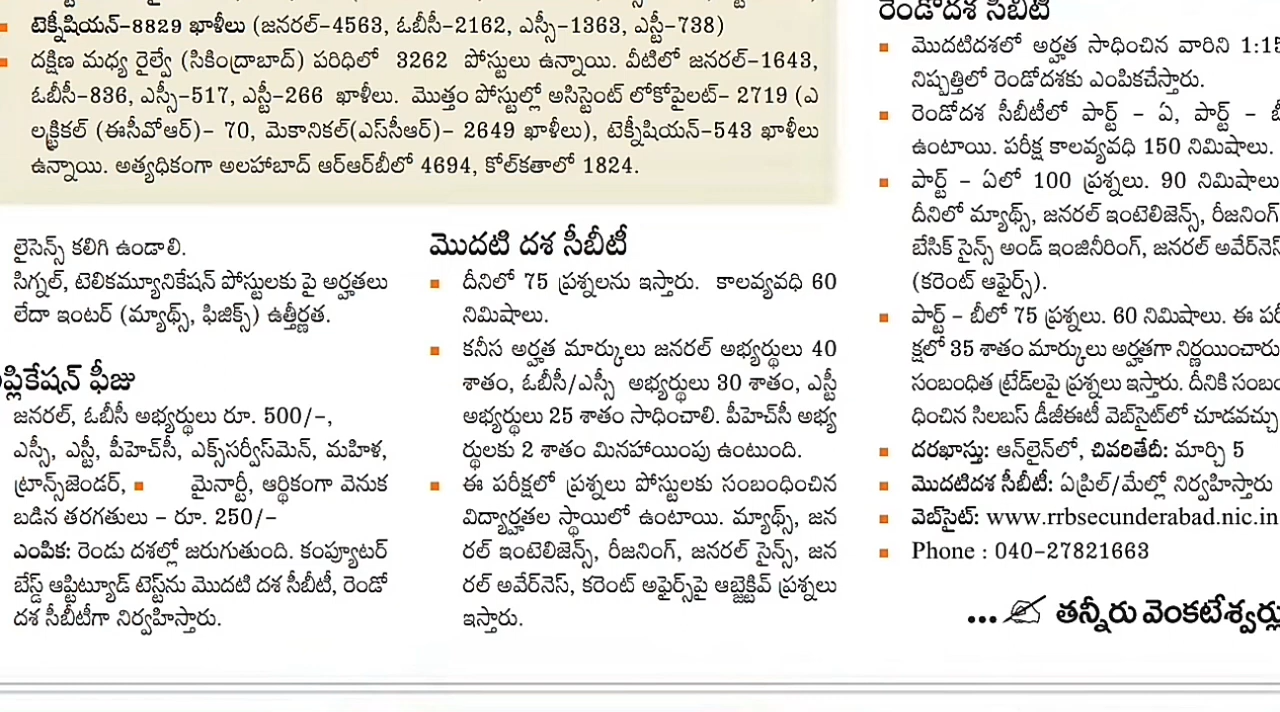 టెక్నీషియన్-8829 ఖాళీలు (జనరల్-4563, ఓబీసీ-2162, ఎస్సీ-1363, ఎస్టీ-738)
దక్షిణ మధ్య రైల్వే (సికింద్రాబాద్) పరిధిలో 3262 పోస్టులు ఉన్నాయి. వీటిలో జనరల్-1643,
ఓబీసీ-836, ఎస్సీ-517, ఎస్టీ-266 ఖాళీలు. మొత్తం పోస్టుల్లో అసిస్టెంట్ లోకోపైలట్- 2719 (ఎ
లక్ట్రికల్ (ఈసీవోఆర్)- 70, మెకానికల్(ఎస్‌సీఆర్)- 2649 ఖాళీలు), టెక్నీషియన్-543 ఖాళీలు
ఉన్నాయి. అత్యధికంగా అలహాబాద్ ఆర్ఆర్‌బీలో 4694, కోల్‌కతాలో 1824.
లైసెన్స్ కలిగి ఉండాలి.
సిగ్నల్, టెలికమ్యూనికేషన్ పోస్టులకు పై అర్హతలు
లేదా ఇంటర్ (మ్యాథ్స్, ఫిజిక్స్) ఉత్తీర్ణత.
ప్లికేషన్ ఫీజు
జనరల్, ఓబీసీ అభ్యర్థులు రూ. 500/-,
ఎస్సీ, ఎస్టీ, పీహెచ్‌సీ, ఎక్స్‌సర్వీస్‌మెన్, మహిళ,
ట్రాన్స్‌జెండర్, ▪ మైనార్టీ, ఆర్థికంగా వెనుక
బడిన తరగతులు - రూ. 250/-
ఎంపిక: రెండు దశల్లో జరుగుతుంది. కంప్యూటర్
బేస్డ్ ఆప్టిట్యూడ్ టెస్ట్‌ను మొదటి దశ సీబీటీ, రెండో
దశ సీబీటీగా నిర్వహిస్తారు.
మొదటి దశ సీబీటీ
దీనిలో 75 ప్రశ్నలను ఇస్తారు. కాలవ్యవధి 60
నిమిషాలు.
కనీస అర్హత మార్కులు జనరల్ అభ్యర్థులు 40
శాతం, ఓబీసీ/ఎస్సీ అభ్యర్థులు 30 శాతం, ఎస్టీ
అభ్యర్థులు 25 శాతం సాధించాలి. పీహెచ్‌సీ అభ్య
ర్థులకు 2 శాతం మినహాయింపు ఉంటుంది.
ఈ పరీక్షలో ప్రశ్నలు పోస్టులకు సంబంధించిన
విద్యార్హతల స్థాయిలో ఉంటాయి. మ్యాథ్స్, జన
రల్ ఇంటెలిజెన్స్, రీజనింగ్, జనరల్ సైన్స్, జన
రల్ అవేర్‌నెస్, కరెంట్ అఫైర్స్‌పై ఆబ్జెక్టివ్ ప్రశ్నలు
ఇస్తారు.
రెండోదశ సీబీటీ
మొదటిదశలో అర్హత సాధించిన వారిని 1:15
నిష్పత్తిలో రెండోదశకు ఎంపికచేస్తారు.
రెండోదశ సీబీటీలో పార్ట్ - ఏ, పార్ట్ - బీ
ఉంటాయి. పరీక్ష కాలవ్యవధి 150 నిమిషాలు.
పార్ట్ - ఏలో 100 ప్రశ్నలు. 90 నిమిషాలు
దీనిలో మ్యాథ్స్, జనరల్ ఇంటెలిజెన్స్, రీజనింగ్
బేసిక్ సైన్స్ అండ్ ఇంజినీరింగ్, జనరల్ అవేర్‌నెస్
(కరెంట్ ఆఫైర్స్).
పార్ట్ - బీలో 75 ప్రశ్నలు. 60 నిమిషాలు. ఈ పరీ
క్షలో 35 శాతం మార్కులు అర్హతగా నిర్ణయించారు
సంబంధిత ట్రేడ్‌లపై ప్రశ్నలు ఇస్తారు. దీనికి సంబం
ధించిన సిలబస్ డీజీఈటీ వెబ్‌సైట్‌లో చూడవచ్చు
దరఖాస్తు: ఆన్‌లైన్‌లో, చివరితేదీ: మార్చి 5
మొదటిదశ సీబీటీ: ఏప్రిల్/మేల్లో నిర్వహిస్తారు
వెబ్‌సైట్: www.rrbsecunderabad.nic.in
Phone : 040-27821663
... ✍ తన్నీరు వెంకటేశ్వర్లు